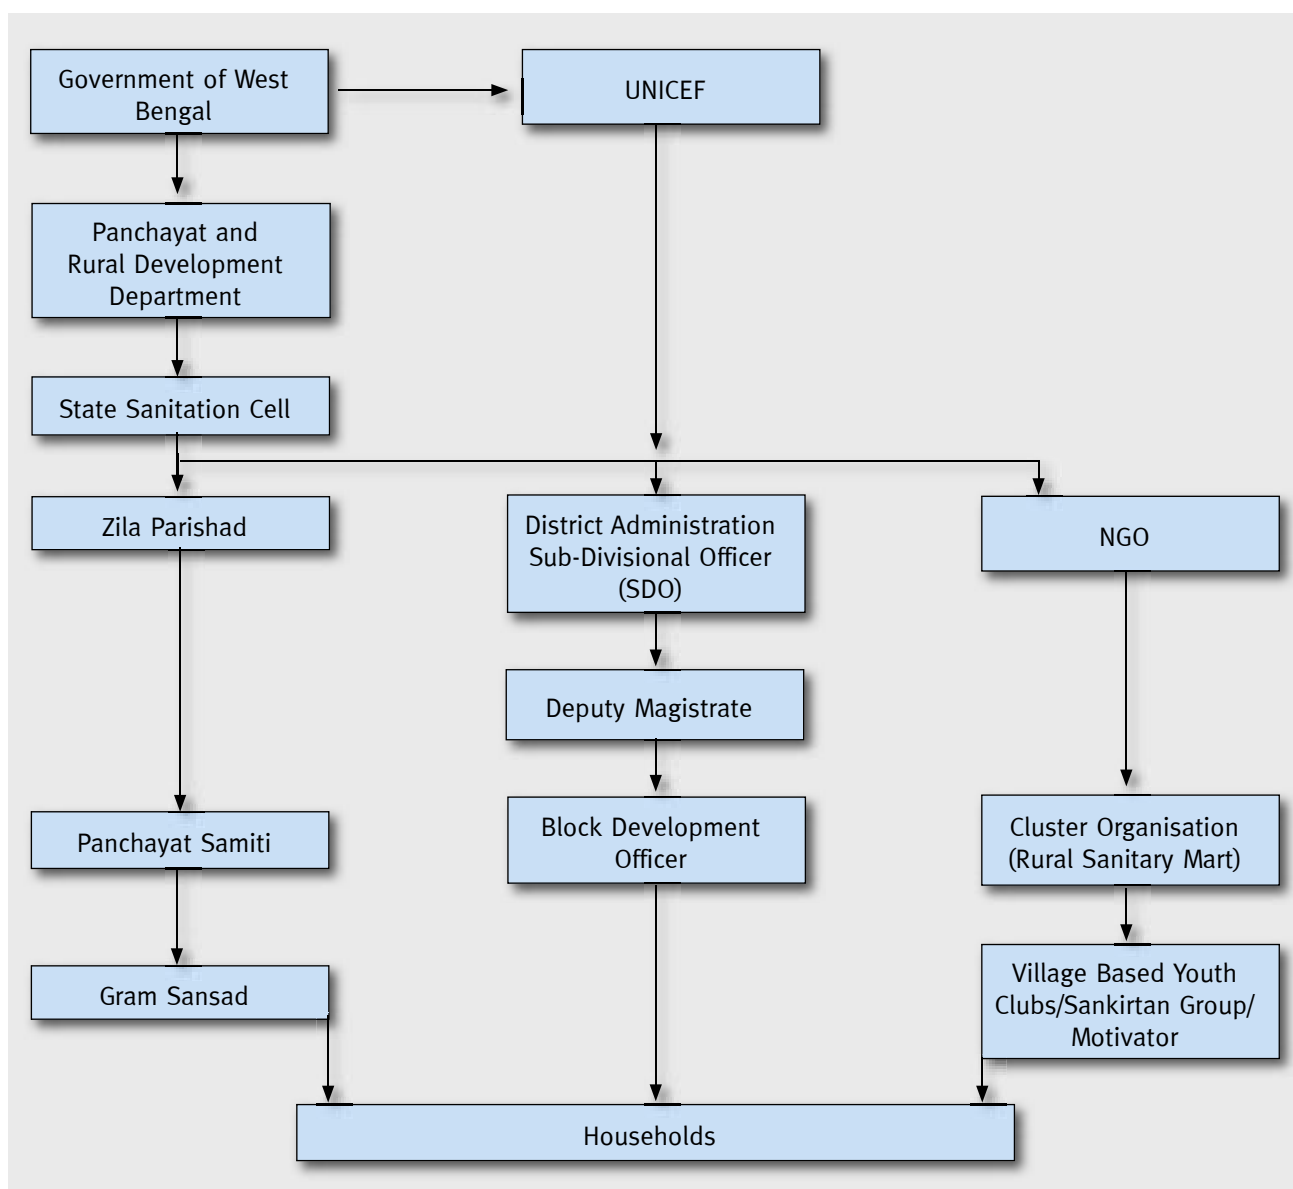 Government of West
Bengal
UNICEF
Panchayat and
Rural Development
Department
State Sanitation Cell
Zila Parishad
District Administration
Sub-Divisional Officer
(SDO)
NGO
Deputy Magistrate
Panchayat Samiti
Block Development
Officer
Cluster Organisation
(Rural Sanitary Mart)
Gram Sansad
Village Based Youth
Clubs/Sankirtan Group/
Motivator
Households